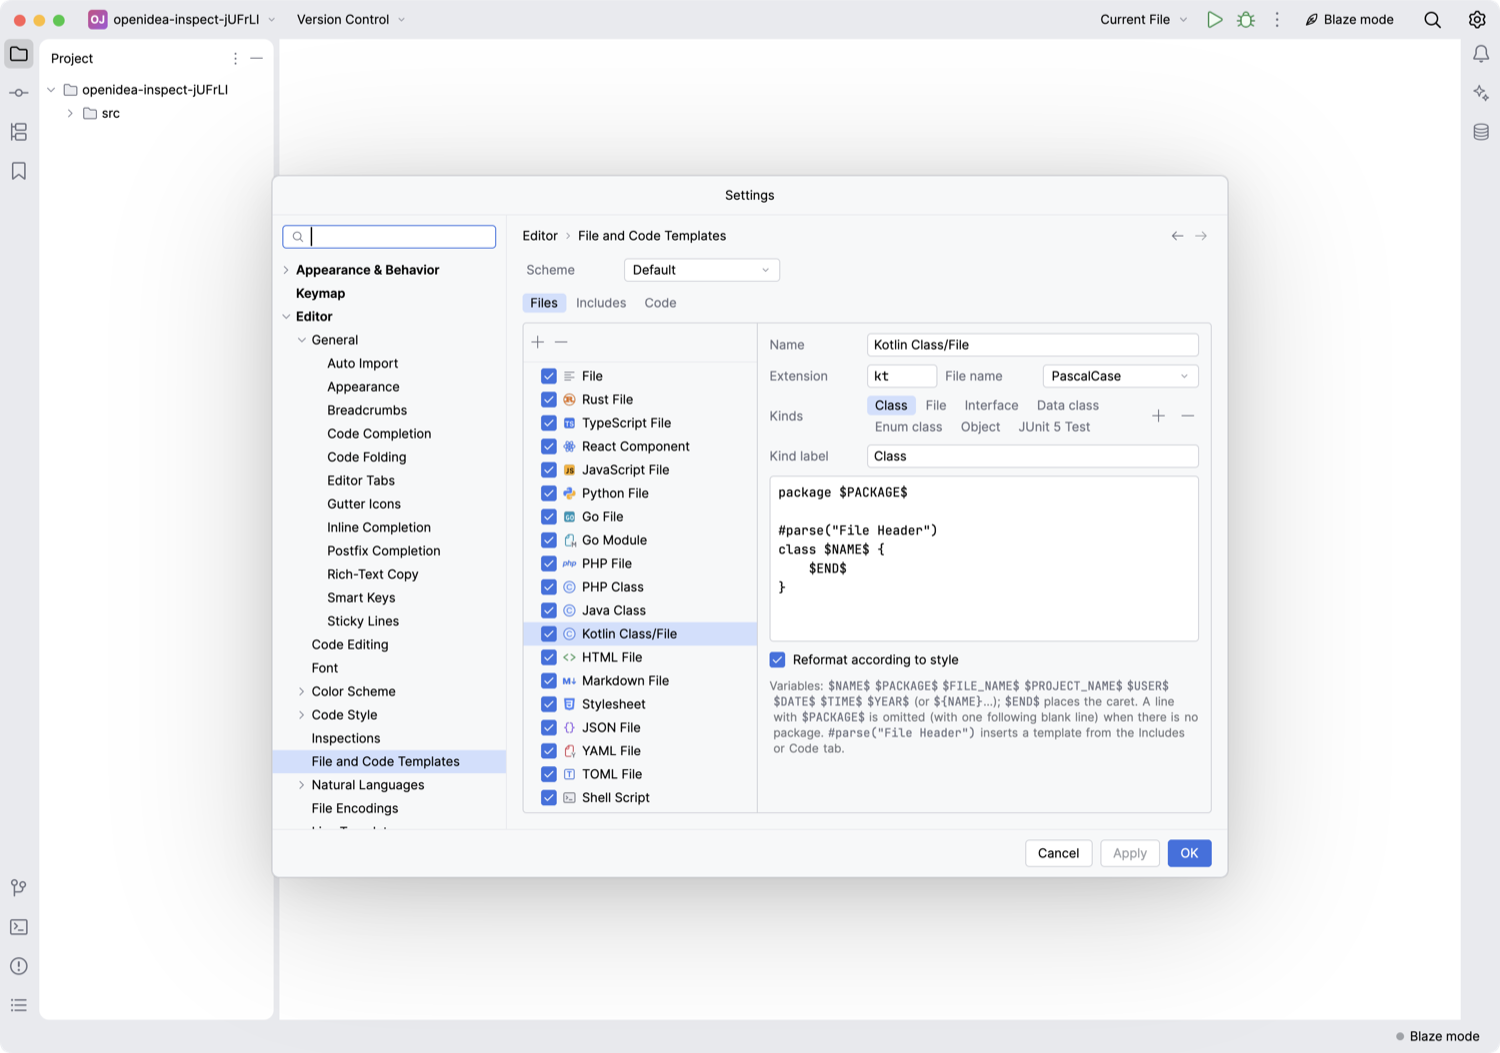 OJ openidea-inspect-jUFrLI Version Control Current File Blaze mode
Project
openidea-inspect-jUFrLI
src
Settings
Appearance & Behavior
Keymap
Editor
General
Auto Import
Appearance
Breadcrumbs
Code Completion
Code Folding
Editor Tabs
Gutter Icons
Inline Completion
Postfix Completion
Rich-Text Copy
Smart Keys
Sticky Lines
Code Editing
Font
Color Scheme
Code Style
Inspections
File and Code Templates
Natural Languages
File Encodings
Editor › File and Code Templates
Scheme Default
Files Includes Code
File
Rust File
TypeScript File
React Component
JavaScript File
Python File
Go File
Go Module
PHP File
PHP Class
Java Class
Kotlin Class/File
HTML File
Markdown File
Stylesheet
JSON File
YAML File
TOML File
Shell Script
Name Kotlin Class/File
Extension kt File name PascalCase
Kinds
Class File Interface Data class
Enum class Object JUnit 5 Test
Kind label Class
package $PACKAGE$
#parse("File Header")
class $NAME$ {
$END$
}
Reformat according to style
Variables: $NAME$ $PACKAGE$ $FILE_NAME$ $PROJECT_NAME$ $USER$
$DATE$ $TIME$ $YEAR$ (or ${NAME}…); $END$ places the caret. A line
with $PACKAGE$ is omitted (with one following blank line) when there is no
package. #parse("File Header") inserts a template from the Includes
or Code tab.
Cancel Apply OK
Blaze mode